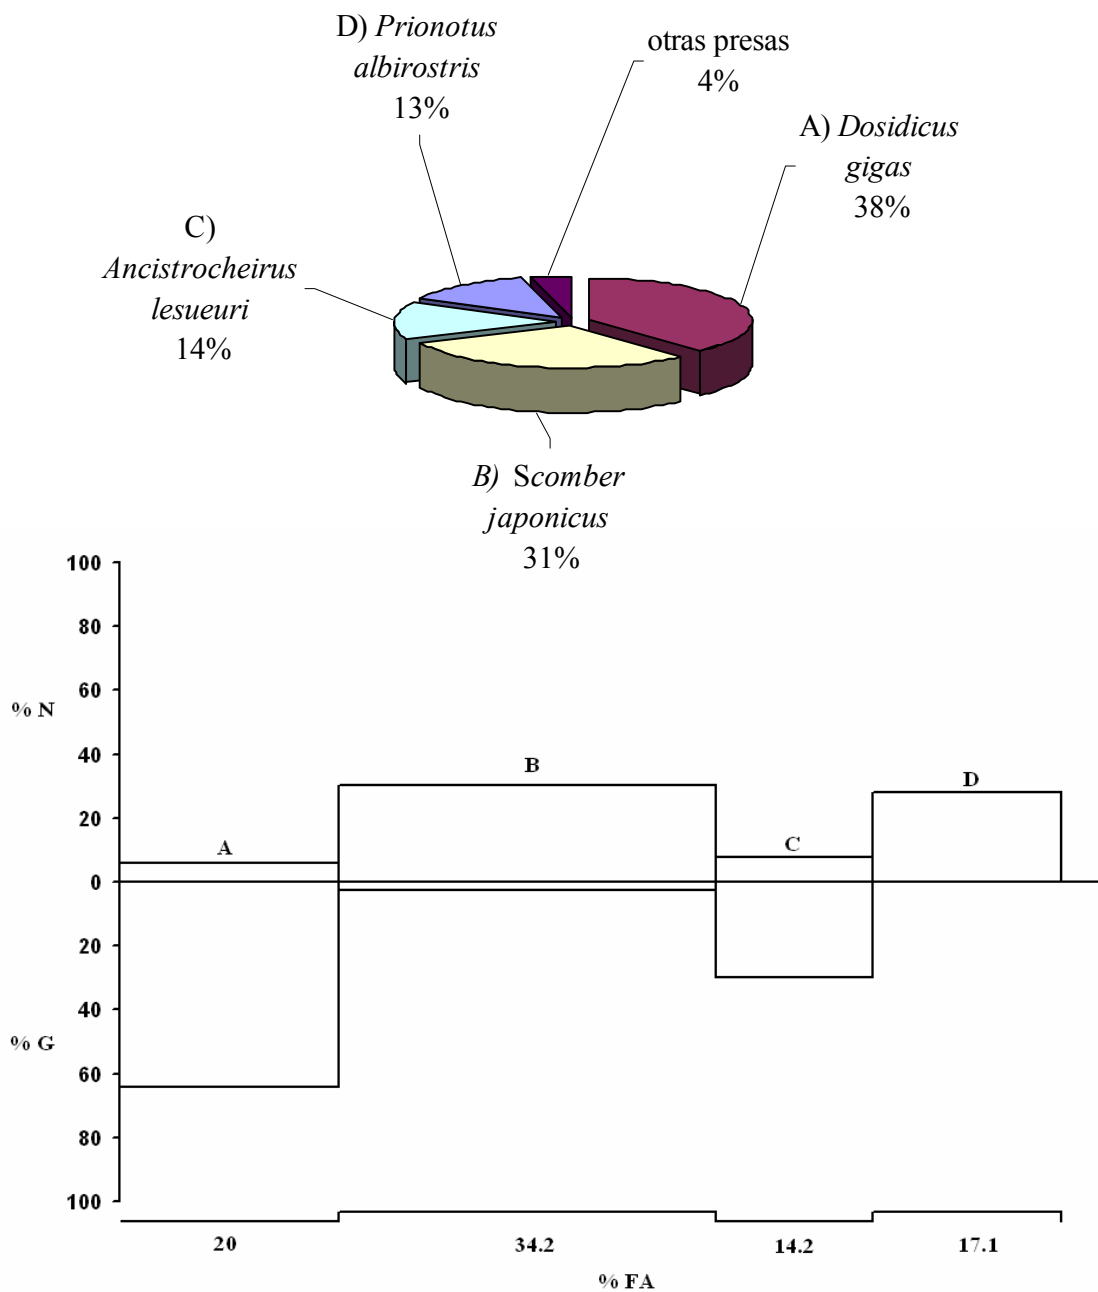 D) Prionotus
albirostris
13%
otras presas
4%
A) Dosidicus
gigas
38%
C)
Ancistrocheirus
lesueuri
14%
B) Scomber
japonicus
31%
100
80
60
% N
40
20
0
20
40
% G
60
80
100
A
B
C
D
20
34.2
14.2
17.1
% FA